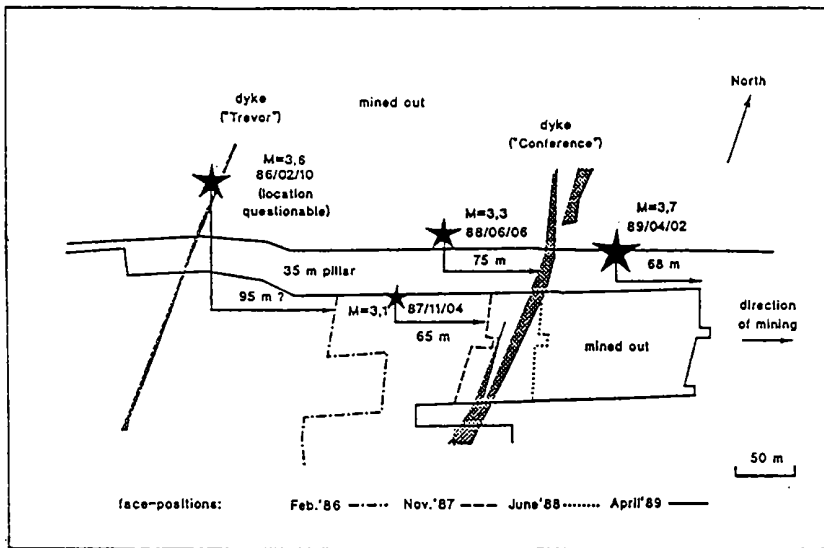 North
dyke
("Trevor")
mined out
dyke
("Conference")
M=3,6
86/02/10
(location
questionable)
M=3,3
88/06/06
M=3,7
89/04/02
75 m
68 m
35 m pillar
95 m ?
M=3,1
87/11/04
65 m
direction
of mining
mined out
50 m
face-positions: Feb.'86 Nov.'87 June'88 April'89